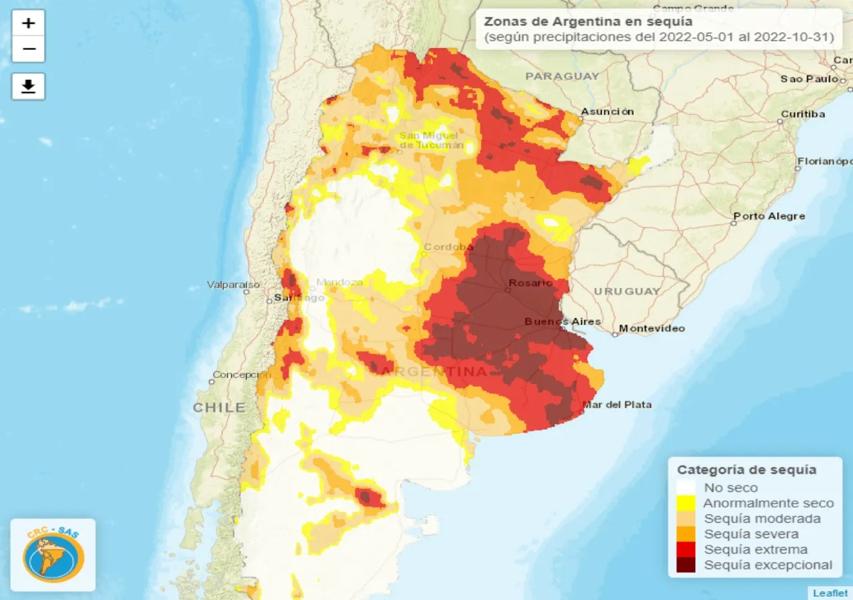 +
−
Campo Grande
Zonas de Argentina en sequía
(según precipitaciones del 2022-05-01 al 2022-10-31)
PARAGUAY
Sao Paulo
Asunción
Curitiba
San Miguel
de Tucumán
Porto Alegre
Cordoba
Valparaíso
Mendoza
Santiago
Rosario
URUGUAY
Buenos Aires
Montevideo
Concepción
ARGENTINA
CHILE
Mar del Plata
Categoría de sequía
No seco
Anormalmente seco
Sequía moderada
Sequía severa
Sequía extrema
Sequía excepcional
CRC - SAS
Leaflet